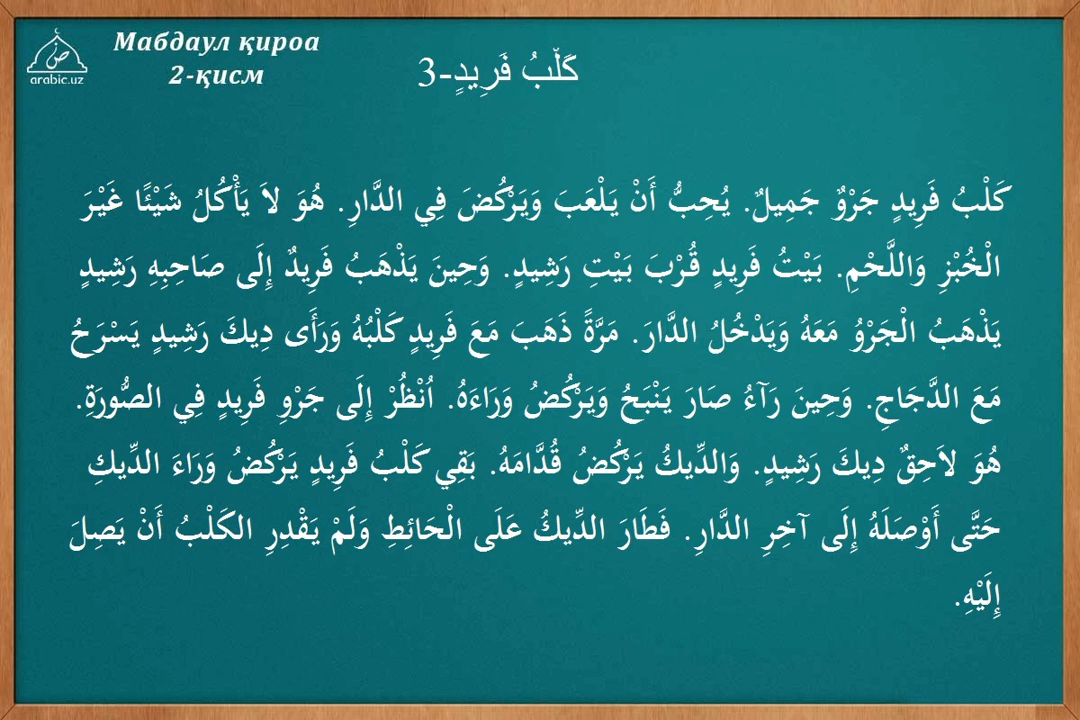 Мабдаул қироа
2-қисм
arabic.uz
3-كَلْبُ فَرِيدٍ
كَلْبُ فَرِيدٍ جَرْوٌ جَمِيلٌ. يُحِبُّ أَنْ يَلْعَبَ وَيَرْكُضَ فِي الدَّارِ. هُوَ لاَ يَأْكُلُ شَيْئًا غَيْرَ
الْخُبْزِ وَاللَّحْمِ. بَيْتُ فَرِيدٍ قُرْبَ بَيْتِ رَشِيدٍ. وَحِينَ يَذْهَبُ فَرِيدٌ إِلَى صَاحِبِهِ رَشِيدٍ
يَذْهَبُ الْجَرْوُ مَعَهُ وَيَدْخُلُ الدَّارَ. مَرَّةً ذَهَبَ مَعَ فَرِيدٍ كَلْبُهُ وَرَأَى دِيكَ رَشِيدٍ يَسْرَحُ
مَعَ الدَّجَاجِ. وَحِينَ رَآءُ صَارَ يَنْبَحُ وَيَرْكُضُ وَرَاءَهُ. اُنْظُرْ إِلَى جَرْوِ فَرِيدٍ فِي الصُّورَةِ.
هُوَ لاَحِقٌ دِيكَ رَشِيدٍ. وَالدِّيكُ يَرْكُضُ قُدَّامَهُ. بَقِي كَلْبُ فَرِيدٍ يَرْكُضُ وَرَاءَ الدِّيكِ
حَتَّى أَوْصَلَهُ إِلَى آخِرِ الدَّارِ. فَطَارَ الدِّيكُ عَلَى الْحَائِطِ وَلَمْ يَقْدِرِ الكَلْبُ أَنْ يَصِلَ
إِلَيْهِ.